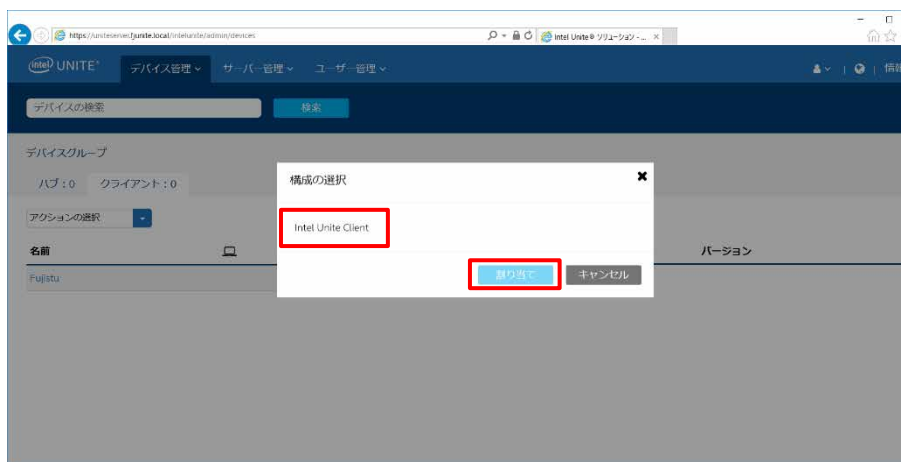 https://uniteserver.fjunite.local/intelunite/admin/devices
Intel Unite® ソリューション - ...
intel UNITE™ デバイス管理 サーバー管理 ユーザー管理
デバイスの検索 検索
デバイスグループ
ハブ : 0 クライアント : 0
アクションの選択
名前 バージョン
Fujistu
構成の選択
Intel Unite Client
割り当て キャンセル